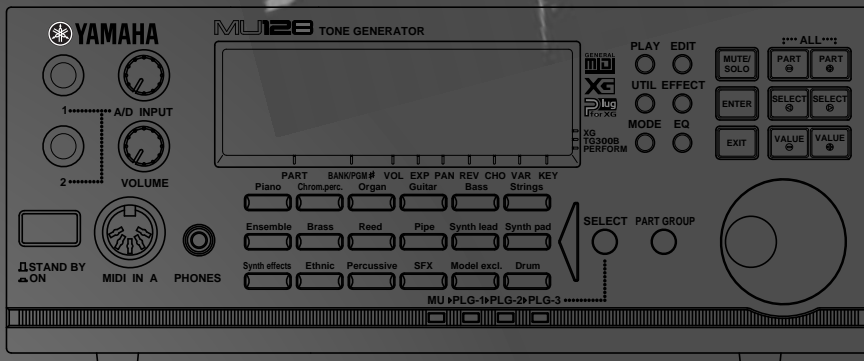 YAMAHA
MU128 TONE GENERATOR
GENERAL
MIDI
XG
Plug
for XG
XG
TG300B
PERFORM
PLAY EDIT
UTIL EFFECT
MODE EQ
MUTE/
SOLO
ENTER
EXIT
ALL
PART PART
SELECT SELECT
VALUE VALUE
1 A/D INPUT
2 VOLUME
PART BANK/PGM# VOL EXP PAN REV CHO VAR KEY
Piano Chrom.perc. Organ Guitar Bass Strings
Ensemble Brass Reed Pipe Synth lead Synth pad
Synth effects Ethnic Percussive SFX Model excl. Drum
SELECT PART GROUP
STAND BY
ON
MIDI IN A PHONES
MU PLG-1 PLG-2 PLG-3